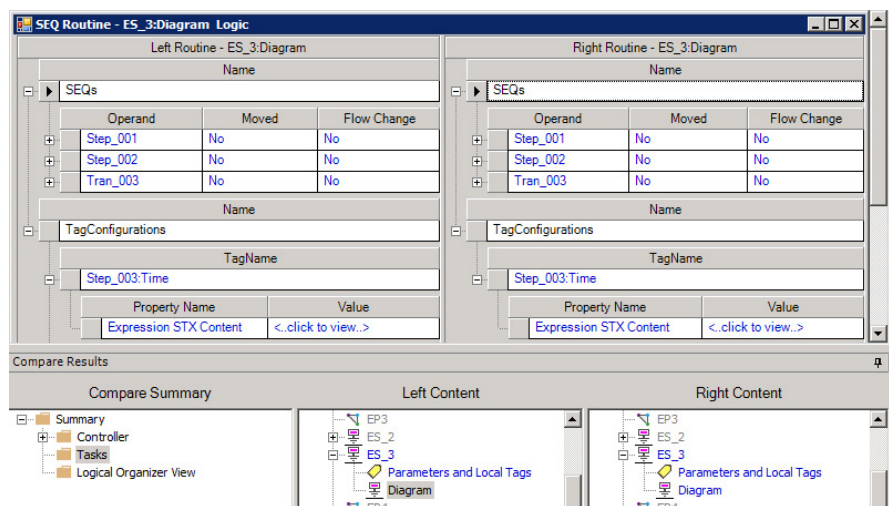 SEQ Routine - ES_3:Diagram Logic
Left Routine - ES_3:Diagram
Right Routine - ES_3:Diagram
Name
Name
SEQs
SEQs
Operand Moved Flow Change
Operand Moved Flow Change
Step_001 No No
Step_001 No No
Step_002 No No
Step_002 No No
Tran_003 No No
Tran_003 No No
Name
Name
TagConfigurations
TagConfigurations
TagName
TagName
Step_003:Time
Step_003:Time
Property Name Value
Property Name Value
Expression STX Content <..click to view..>
Expression STX Content <..click to view..>
Compare Results
Compare Summary
Left Content
Right Content
Summary
Controller
Tasks
Logical Organizer View
EP3
ES_2
ES_3
Parameters and Local Tags
Diagram
EP3
ES_2
ES_3
Parameters and Local Tags
Diagram